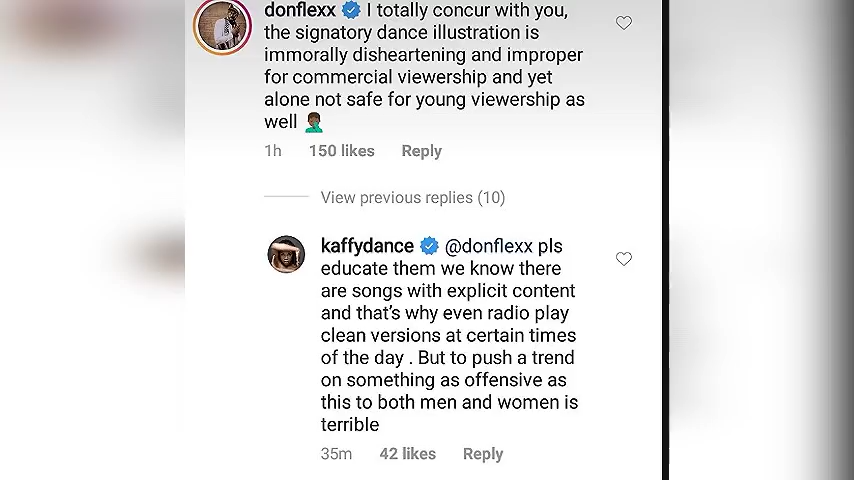 donflexx I totally concur with you,
the signatory dance illustration is
immorally disheartening and improper
for commercial viewership and yet
alone not safe for young viewership as
well 🤦🏾‍♂️
1h 150 likes Reply
View previous replies (10)
kaffydance @donflexx pls
educate them we know there
are songs with explicit content
and that's why even radio play
clean versions at certain times
of the day . But to push a trend
on something as offensive as
this to both men and women is
terrible
35m 42 likes Reply